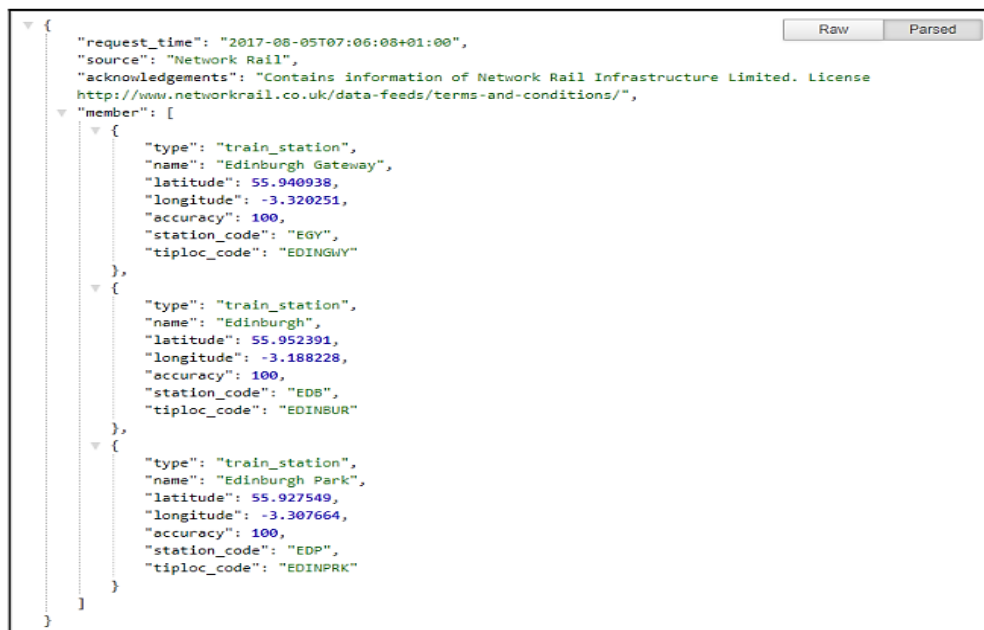 {
Raw Parsed
"request_time": "2017-08-05T07:06:08+01:00",
"source": "Network Rail",
"acknowledgements": "Contains information of Network Rail Infrastructure Limited. License
http://www.networkrail.co.uk/data-feeds/terms-and-conditions/",
"member": [
{
"type": "train_station",
"name": "Edinburgh Gateway",
"latitude": 55.940938,
"longitude": -3.320251,
"accuracy": 100,
"station_code": "EGY",
"tiploc_code": "EDINGWY"
},
{
"type": "train_station",
"name": "Edinburgh",
"latitude": 55.952391,
"longitude": -3.188228,
"accuracy": 100,
"station_code": "EDB",
"tiploc_code": "EDINBUR"
},
{
"type": "train_station",
"name": "Edinburgh Park",
"latitude": 55.927549,
"longitude": -3.307664,
"accuracy": 100,
"station_code": "EDP",
"tiploc_code": "EDINPRK"
}
]
}